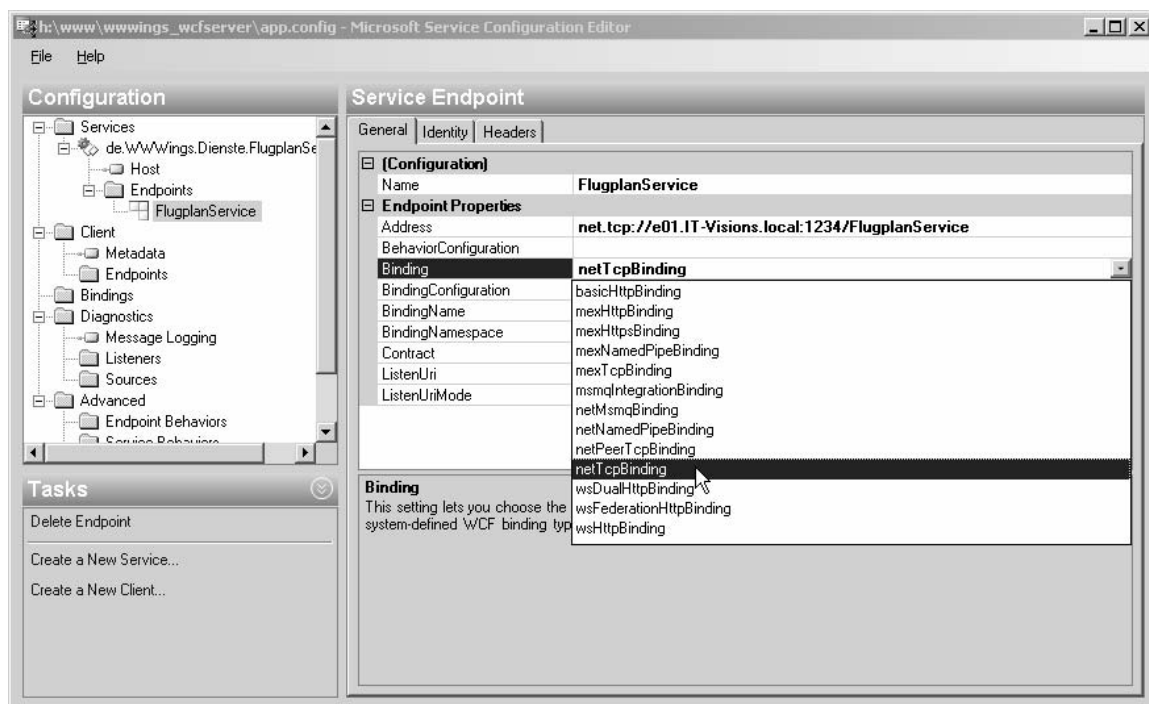 h:\www\wwwings_wcfserver\app.config - Microsoft Service Configuration Editor
File Help
Configuration
Services
de.WWWings.Dienste.FlugplanSe
Host
Endpoints
FlugplanService
Client
Metadata
Endpoints
Bindings
Diagnostics
Message Logging
Listeners
Sources
Advanced
Endpoint Behaviors
Service Behaviors
Tasks
Delete Endpoint
Create a New Service...
Create a New Client...
Service Endpoint
General Identity Headers
(Configuration)
Name FlugplanService
Endpoint Properties
Address net.tcp://e01.IT-Visions.local:1234/FlugplanService
BehaviorConfiguration
Binding netTcpBinding
BindingConfiguration
BindingName
BindingNamespace
Contract
ListenUri
ListenUriMode
basicHttpBinding
mexHttpBinding
mexHttpsBinding
mexNamedPipeBinding
mexTcpBinding
msmqIntegrationBinding
netMsmqBinding
netNamedPipeBinding
netPeerTcpBinding
netTcpBinding
wsDualHttpBinding
wsFederationHttpBinding
wsHttpBinding
Binding
This setting lets you choose the
system-defined WCF binding typ